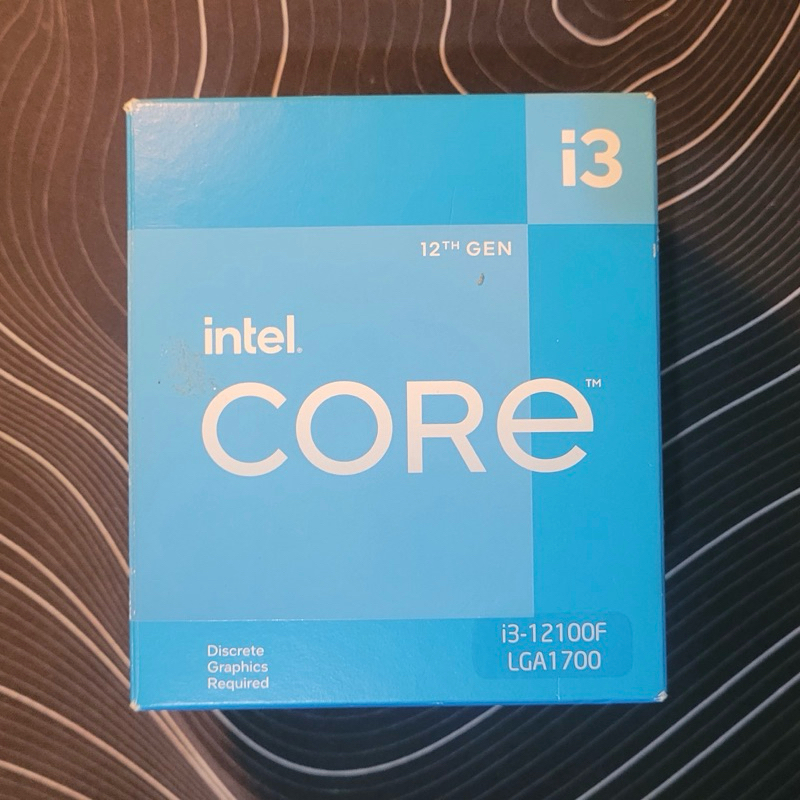 i3
12TH GEN
intel.
CORE™
Discrete
Graphics
Required
i3-12100F
LGA1700